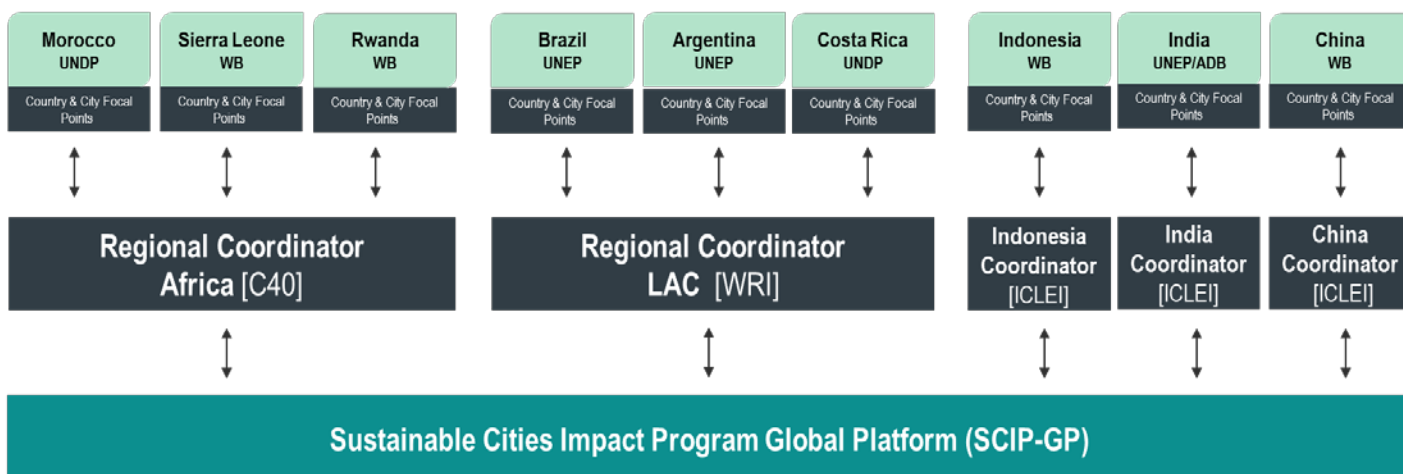 Morocco
UNDP
Country & City Focal
Points
Sierra Leone
WB
Country & City Focal
Points
Rwanda
WB
Country & City Focal
Points
Brazil
UNEP
Country & City Focal
Points
Argentina
UNEP
Country & City Focal
Points
Costa Rica
UNDP
Country & City Focal
Points
Indonesia
WB
Country & City Focal
Points
India
UNEP/ADB
Country & City Focal
Points
China
WB
Country & City Focal
Points
Regional Coordinator
Africa [C40]
Regional Coordinator
LAC [WRI]
Indonesia
Coordinator
[ICLEI]
India
Coordinator
[ICLEI]
China
Coordinator
[ICLEI]
Sustainable Cities Impact Program Global Platform (SCIP-GP)